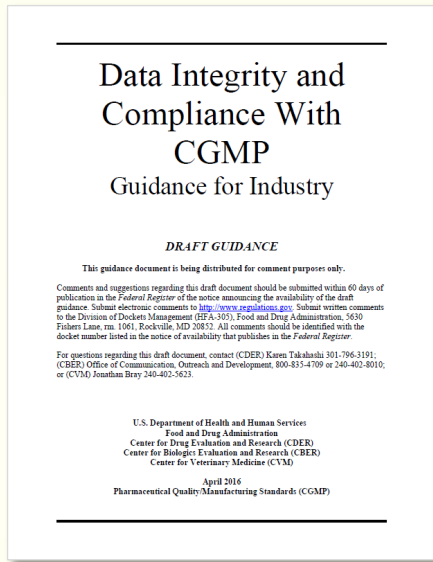 Data Integrity and
Compliance With
CGMP
Guidance for Industry
DRAFT GUIDANCE
This guidance document is being distributed for comment purposes only.
Comments and suggestions regarding this draft document should be submitted within 60 days of
publication in the Federal Register of the notice announcing the availability of the draft
guidance. Submit electronic comments to http://www.regulations.gov. Submit written comments
to the Division of Dockets Management (HFA-305), Food and Drug Administration, 5630
Fishers Lane, rm. 1061, Rockville, MD 20852. All comments should be identified with the
docket number listed in the notice of availability that publishes in the Federal Register.
For questions regarding this draft document, contact (CDER) Karen Takahashi 301-796-3191;
(CBER) Office of Communication, Outreach and Development, 800-835-4709 or 240-402-8010;
or (CVM) Jonathan Bray 240-402-5623.
U.S. Department of Health and Human Services
Food and Drug Administration
Center for Drug Evaluation and Research (CDER)
Center for Biologics Evaluation and Research (CBER)
Center for Veterinary Medicine (CVM)
April 2016
Pharmaceutical Quality/Manufacturing Standards (CGMP)